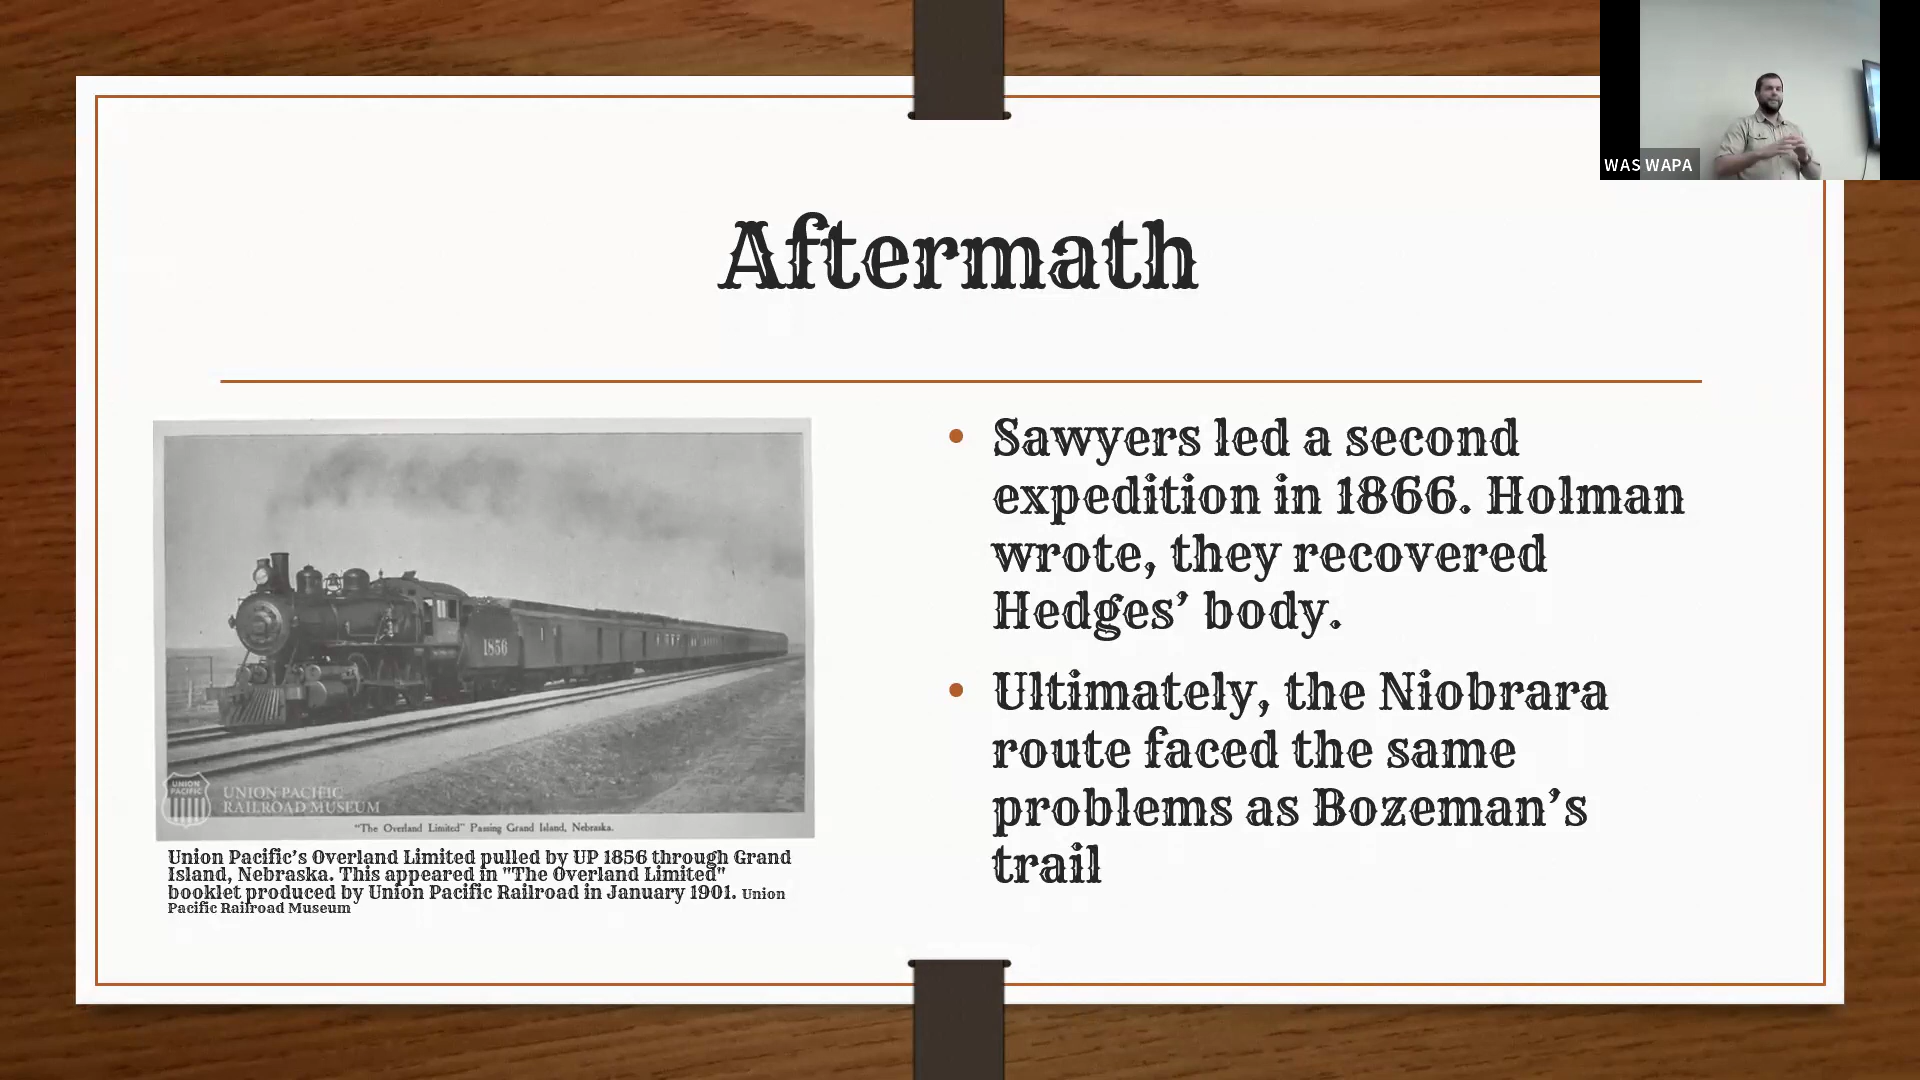 WAS WAPA
Aftermath
1856
UNION
PACIFIC
UNION PACIFIC
RAILROAD MUSEUM
"The Overland Limited" Passing Grand Island, Nebraska.
Union Pacific's Overland Limited pulled by UP 1856 through Grand
Island, Nebraska. This appeared in "The Overland Limited"
booklet produced by Union Pacific Railroad in January 1901. Union
Pacific Railroad Museum
• Sawyers led a second
expedition in 1866. Holman
wrote, they recovered
Hedges’ body.
• Ultimately, the Niobrara
route faced the same
problems as Bozeman’s
trail